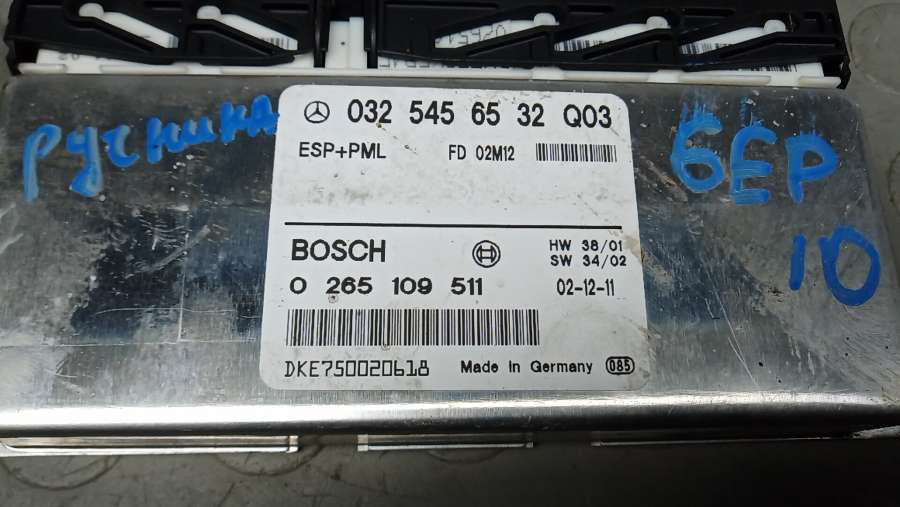 ручника
032 545 65 32 Q03
ESP+PML FD 02M12
БЕР
10
BOSCH
HW 38/01
SW 34/02
0 265 109 511 02-12-11
DKE750020618 Made in Germany 085